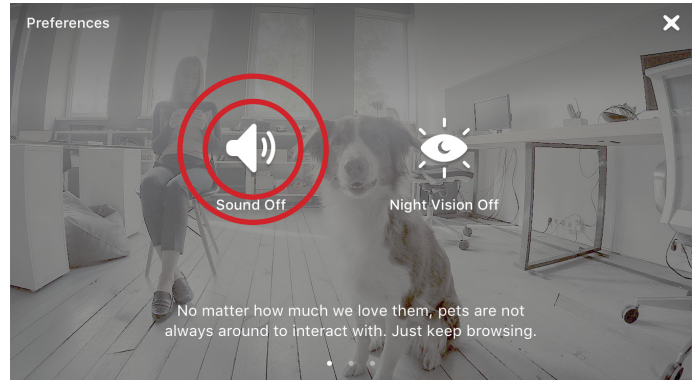 Preferences
Sound Off
Night Vision Off
No matter how much we love them, pets are not
always around to interact with. Just keep browsing.